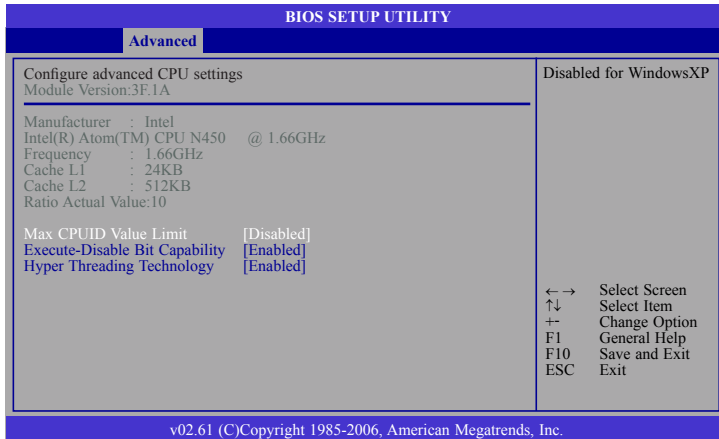 BIOS SETUP UTILITY
Advanced
Configure advanced CPU settings
Module Version:3F.1A
Manufacturer : Intel
Intel(R) Atom(TM) CPU N450 @ 1.66GHz
Frequency : 1.66GHz
Cache L1 : 24KB
Cache L2 : 512KB
Ratio Actual Value:10
Max CPUID Value Limit [Disabled]
Execute-Disable Bit Capability [Enabled]
Hyper Threading Technology [Enabled]
Disabled for WindowsXP
←→ Select Screen
↑↓ Select Item
+- Change Option
F1 General Help
F10 Save and Exit
ESC Exit
v02.61 (C)Copyright 1985-2006, American Megatrends, Inc.